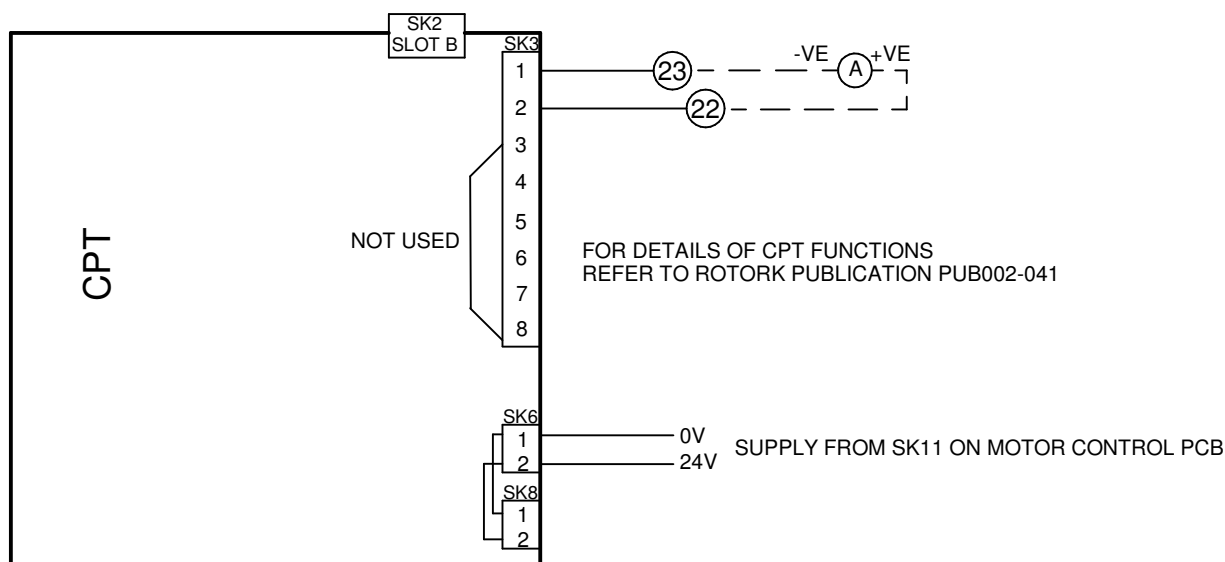 SK2
SLOT B
SK3
1
23
-VE
A
+VE
2
22
3
4
5
6
7
8
NOT USED
CPT
FOR DETAILS OF CPT FUNCTIONS
REFER TO ROTORK PUBLICATION PUB002-041
SK6
1
2
0V
24V
SUPPLY FROM SK11 ON MOTOR CONTROL PCB
SK8
1
2